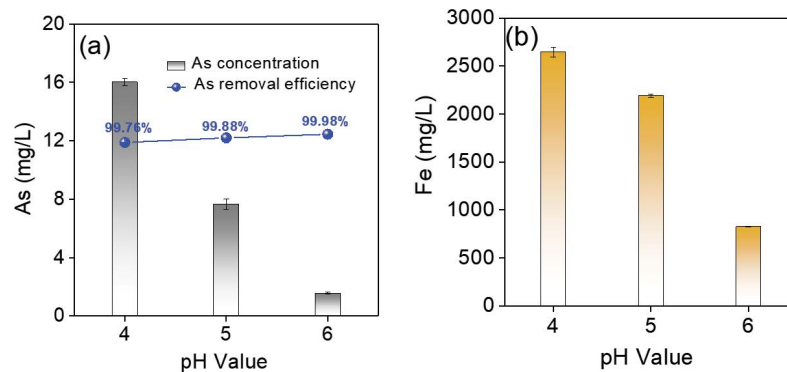 (a)
As concentration
As removal efficiency
99.76%
99.88%
99.98%
As (mg/L)
20
16
12
8
4
0
4 5 6
pH Value
(b)
Fe (mg/L)
3000
2500
2000
1500
1000
500
0
4 5 6
pH Value